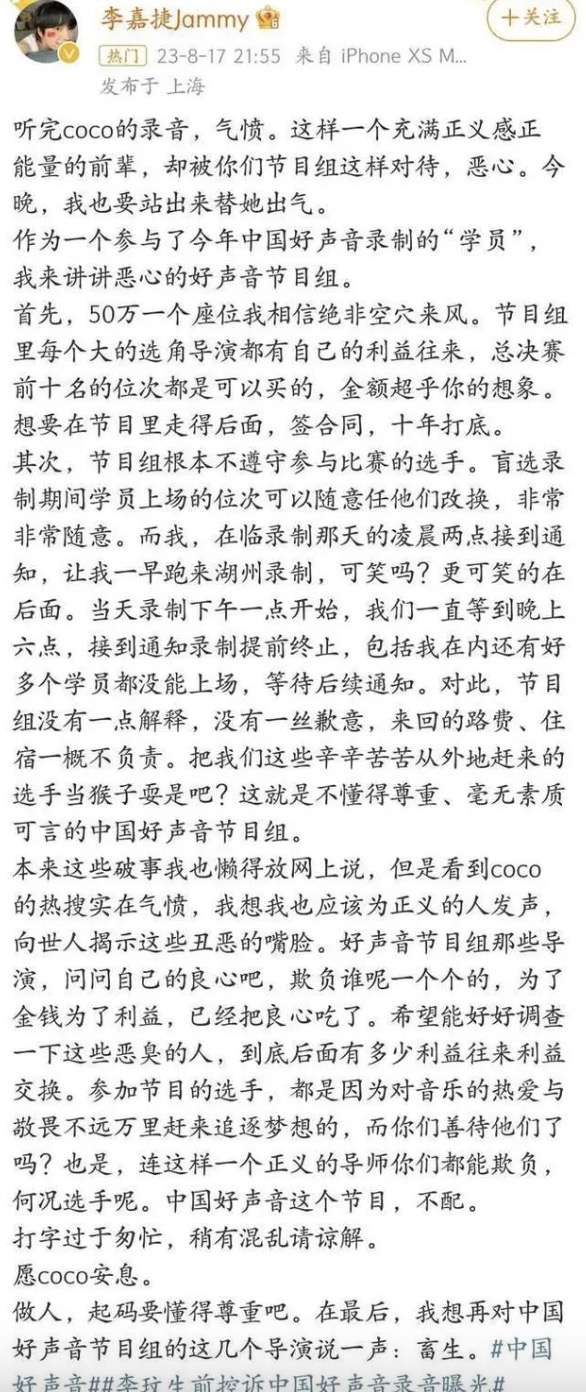 李嘉捷Jammy
+关注
热门 23-8-17 21:55 来自 iPhone XS M...
发布于 上海
听完coco的录音，气愤。这样一个充满正义感正
能量的前辈，却被你们节目组这样对待，恶心。今
晚，我也要站出来替她出气。
作为一个参与了今年中国好声音录制的“学员”，
我来讲讲恶心的好声音节目组。
首先，50万一个座位我相信绝非空穴来风。节目组
里每个大的选角导演都有自己的利益往来，总决赛
前十名的位次都是可以买的，金额超乎你的想象。
想要在节目里走得后面，签合同，十年打底。
其次，节目组根本不遵守参与比赛的选手。盲选录
制期间学员上场的位次可以随意任他们改换，非常
非常随意。而我，在临录制那天的凌晨两点接到通
知，让我一早跑来湖州录制，可笑吗？更可笑的在
后面。当天录制下午一点开始，我们一直等到晚上
六点，接到通知录制提前终止，包括我在内还有好
多个学员都没能上场，等待后续通知。对此，节目
组没有一点解释，没有一丝歉意，来回的路费、住
宿一概不负责。把我们这些辛辛苦苦从外地赶来的
选手当猴子耍是吧？这就是不懂得尊重、毫无素质
可言的中国好声音节目组。
本来这些破事我也懒得放网上说，但是看到coco
的热搜实在气愤，我想我也应该为正义的人发声，
向世人揭示这些丑恶的嘴脸。好声音节目组那些导
演，问问自己的良心吧，欺负谁呢一个个的，为了
金钱为了利益，已经把良心吃了。希望能好好调查
一下这些恶臭的人，到底后面有多少利益往来利益
交换。参加节目的选手，都是因为对音乐的热爱与
敬畏不远万里赶来追逐梦想的，而你们善待他们了
吗？也是，连这样一个正义的导师你们都能欺负，
何况选手呢。中国好声音这个节目，不配。
打字过于匆忙，稍有混乱请谅解。
愿coco安息。
做人，起码要懂得尊重吧。在最后，我想再对中国
好声音节目组的这几个导演说一声：畜生。#中国
好声音##李玟生前控诉中国好声音录音曝光#